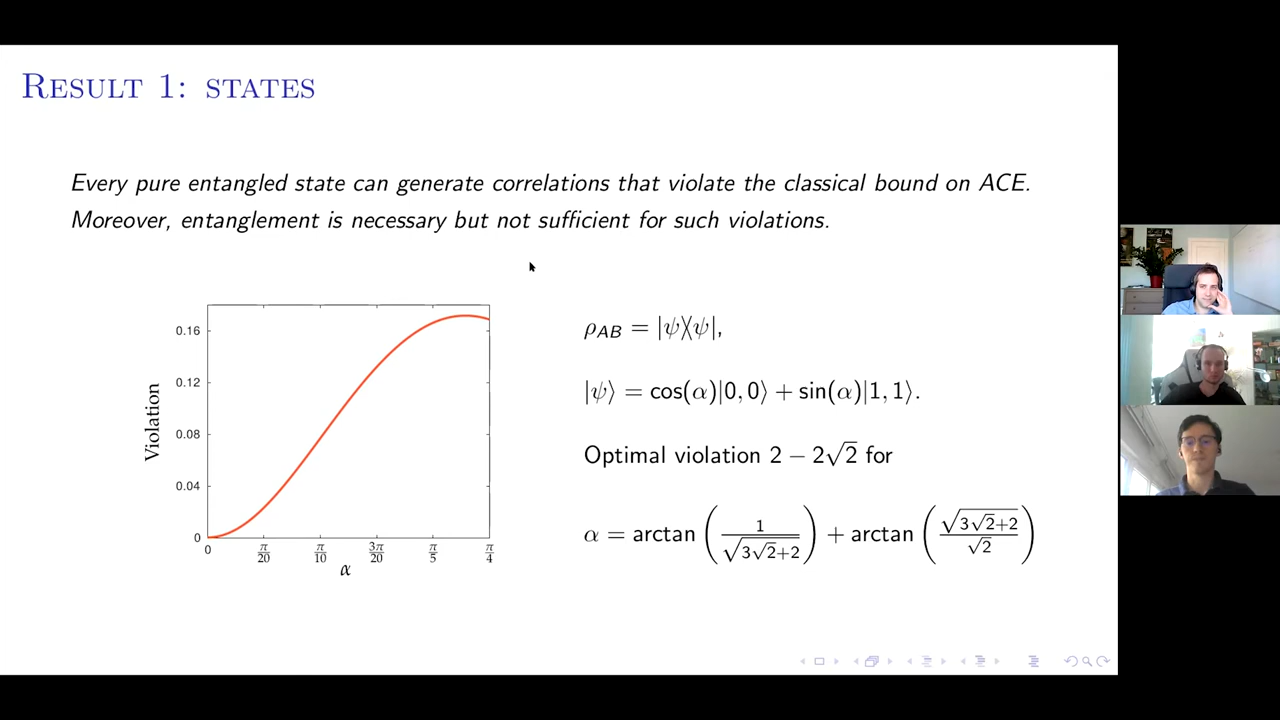 Result 1: states
Every pure entangled state can generate correlations that violate the classical bound on ACE.
Moreover, entanglement is necessary but not sufficient for such violations.
0.16
0.12
0.08
0.04
0
Violation
0 π/20 π/10 3π/20 π/5 π/4
α
ρ_AB = |ψ⟩⟨ψ|,
|ψ⟩ = cos(α)|0, 0⟩ + sin(α)|1, 1⟩.
Optimal violation 2 − 2√2 for
α = arctan(1/√(3√2+2)) + arctan(√(3√2+2)/√2)